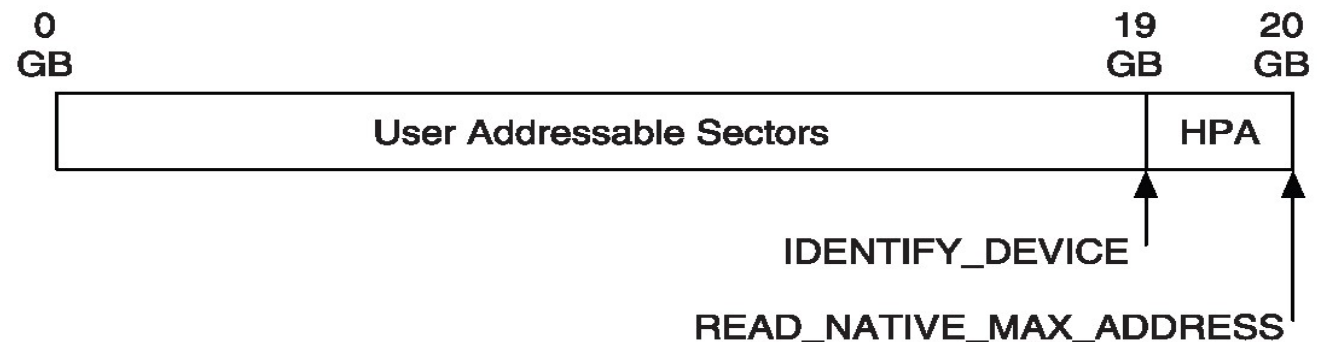 0 19 20
GB GB GB
User Addressable Sectors HPA
IDENTIFY_DEVICE
READ_NATIVE_MAX_ADDRESS